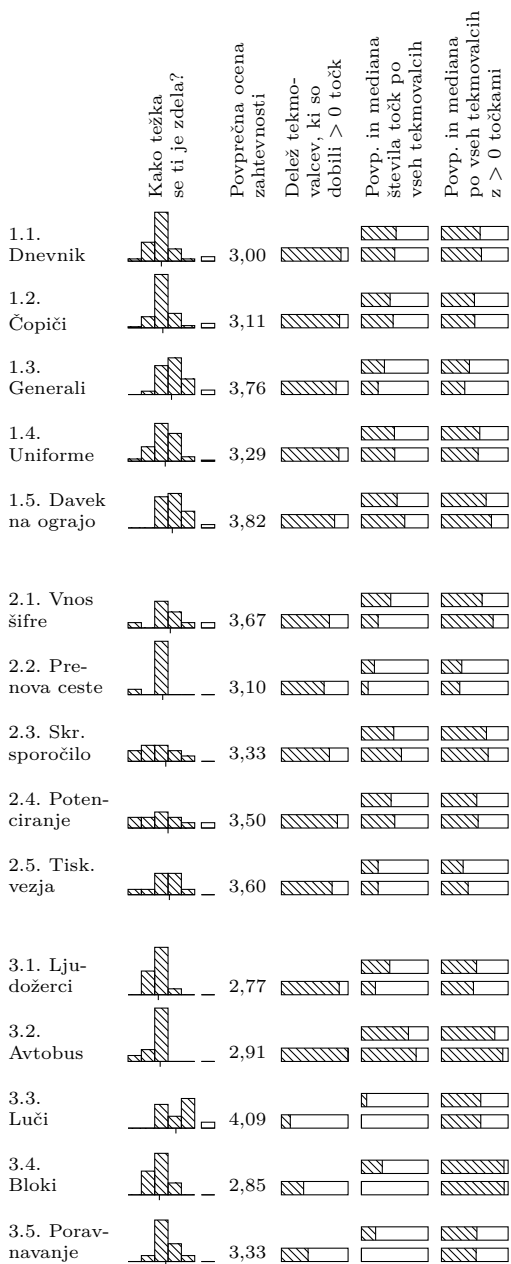 Kako težka
se ti je zdela?
Povprečna ocena
zahtevnosti
Delež tekmo-
valcev, ki so
dobili > 0 točk
Povp. in mediana
števila točk po
vseh tekmovalcih
Povp. in mediana
po vseh tekmovalcih
z > 0 točkami
1.1.
Dnevnik 3,00
1.2.
Čopiči 3,11
1.3.
Generali 3,76
1.4.
Uniforme 3,29
1.5. Davek
na ograjo 3,82
2.1. Vnos
šifre 3,67
2.2. Pre-
nova ceste 3,10
2.3. Skr.
sporočilo 3,33
2.4. Poten-
ciranje 3,50
2.5. Tisk.
vezja 3,60
3.1. Lju-
dožerci 2,77
3.2.
Avtobus 2,91
3.3.
Luči 4,09
3.4.
Bloki 2,85
3.5. Porav-
navanje 3,33